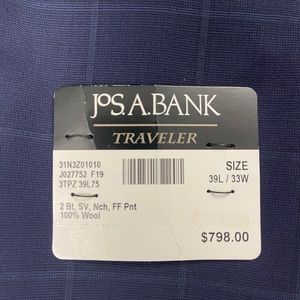 JoS. A. BANK
TRAVELER
31N3Z01010
J027752 F19
3TPZ 39L75
2 Bt, SV, Nch, FF Pnt
100% Wool
SIZE
39L / 33W
$798.00